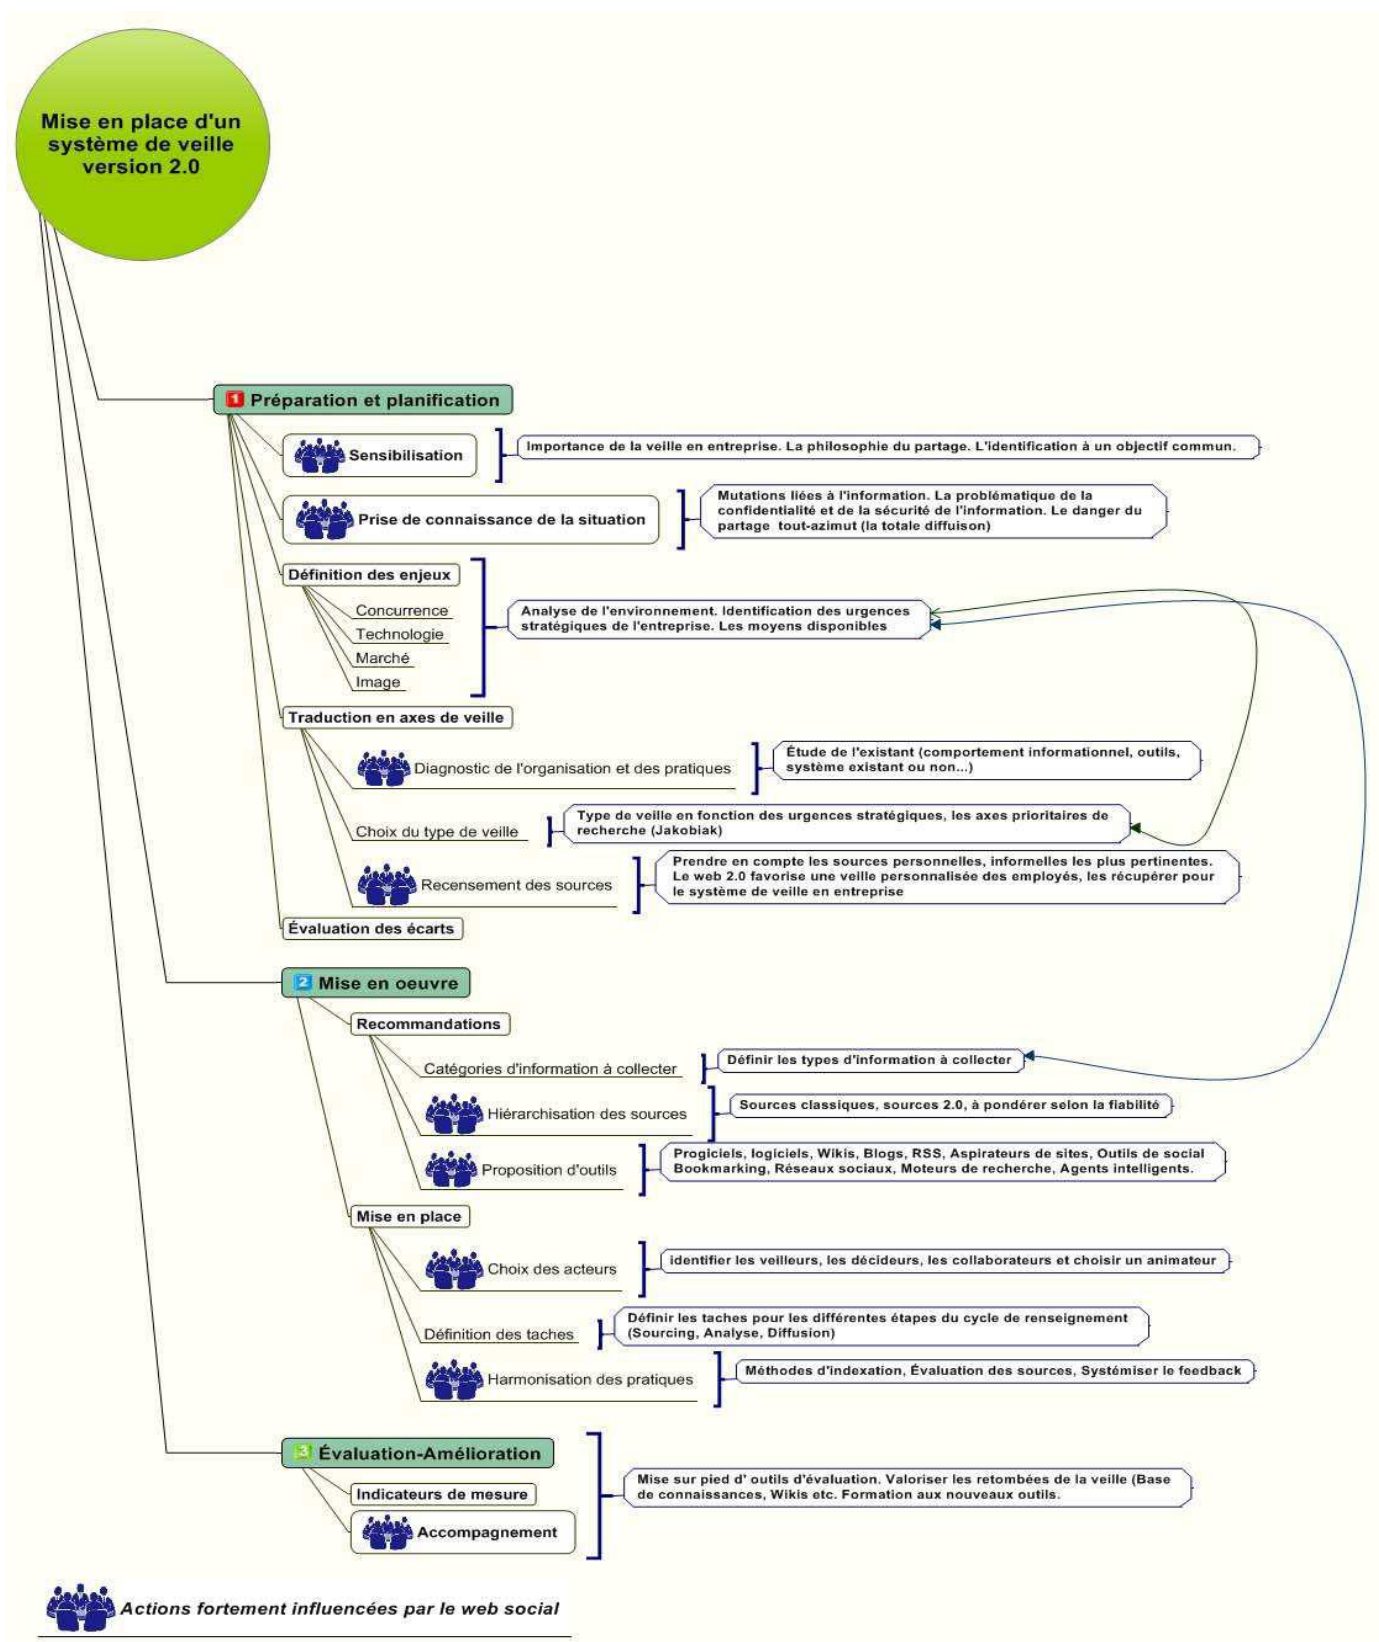 Mise en place d'un
système de veille
version 2.0
1 Préparation et planification
Sensibilisation
Importance de la veille en entreprise. La philosophie du partage. L'identification à un objectif commun.
Prise de connaissance de la situation
Mutations liées à l'information. La problématique de la
confidentialité et de la sécurité de l'information. Le danger du
partage tout-azimut (la totale diffuison)
Définition des enjeux
Concurrence
Technologie
Marché
Image
Analyse de l'environnement. Identification des urgences
stratégiques de l'entreprise. Les moyens disponibles
Traduction en axes de veille
Diagnostic de l'organisation et des pratiques
Étude de l'existant (comportement informationnel, outils,
système existant ou non...)
Choix du type de veille
Type de veille en fonction des urgences stratégiques, les axes prioritaires de
recherche (Jakobiak)
Recensement des sources
Prendre en compte les sources personnelles, informelles les plus pertinentes.
Le web 2.0 favorise une veille personnalisée des employés, les récupérer pour
le système de veille en entreprise
Évaluation des écarts
2 Mise en oeuvre
Recommandations
Catégories d'information à collecter
Définir les types d'information à collecter
Hiérarchisation des sources
Sources classiques, sources 2.0, à pondérer selon la fiabilité
Proposition d'outils
Progiciels, logiciels, Wikis, Blogs, RSS, Aspirateurs de sites, Outils de social
Bookmarking, Réseaux sociaux, Moteurs de recherche, Agents intelligents.
Mise en place
Choix des acteurs
identifier les veilleurs, les décideurs, les collaborateurs et choisir un animateur
Définition des taches
Définir les taches pour les différentes étapes du cycle de renseignement
(Sourcing, Analyse, Diffusion)
Harmonisation des pratiques
Méthodes d'indexation, Évaluation des sources, Systémiser le feedback
3 Évaluation-Amélioration
Indicateurs de mesure
Accompagnement
Mise sur pied d' outils d'évaluation. Valoriser les retombées de la veille (Base
de connaissances, Wikis etc. Formation aux nouveaux outils.
Actions fortement influencées par le web social